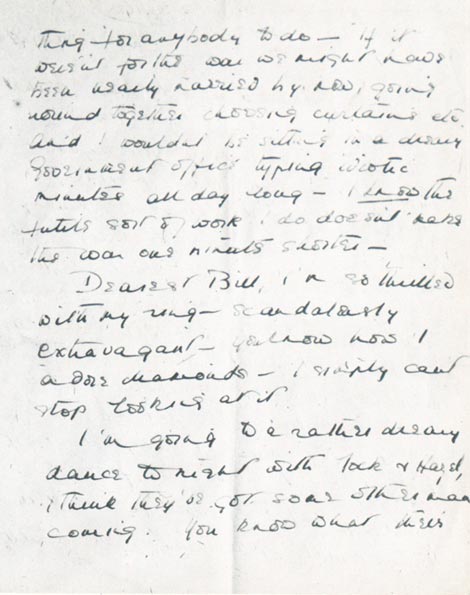 thing for anybody to do – if it
weren't for the war we might have
been nearly married by now, going
round together choosing curtains etc
And I wouldn't be sitting in a dreary
Government office typing idiotic
minutes all day long – I know the
futile sort of work I do doesn't make
the war one minute shorter –
Dearest Bill, I'm so thrilled
with my ring – scandalously
extravagant – you know how I
adore diamonds – I simply can't
stop looking at it
I'm going to a rather dreary
dance to night with Jock & Hazel,
I think they've got some other man
coming. You know what their